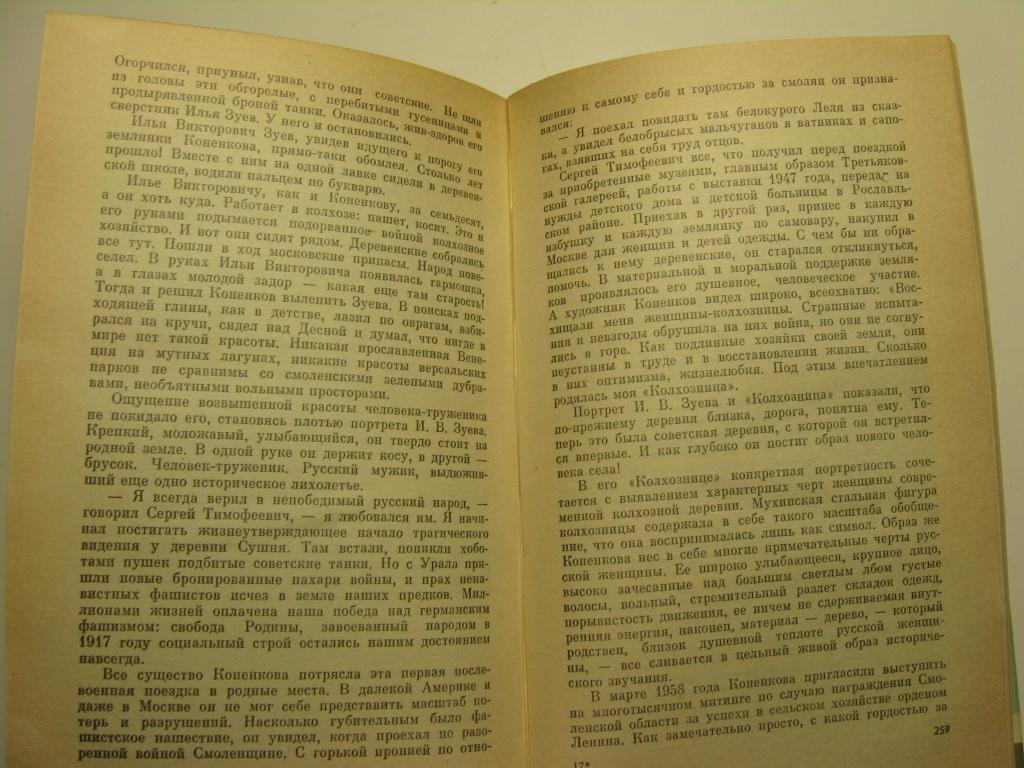 Огорчился, приуныл, узнав, что они советские. Не шли
из головы эти обгорелые, с перебитыми гусеницами и
продырявленной броней танки. Оказалось, жив-здоров его
сверстник Илья Зуев. У него и остановились.
Илья Викторович Зуев, увидев идущего к порогу его
землянки Коненкова, прямо-таки обомлел. Столько лет
прошло! Вместе с ним на одной лавке сидели в деревен-
ской школе, водили пальцем по букварю.
Илье Викторовичу, как и Коненкову, за семьдесят,
а он хоть куда. Работает в колхозе: пашет, косит. Это и
его руками подымается подорванное войной колхозное
хозяйство. И вот они сидят рядом. Деревенские собрались
все тут. Пошли в ход московские припасы. Народ пове-
селел. В руках Ильи Викторовича появилась гармошка,
а в глазах молодой задор — какая еще там старость!
Тогда и решил Коненков вылепить Зуева. В поисках под-
ходящей глины, как в детстве, лазил по оврагам, взби-
рался на кручи, сидел над Десной и думал, что нигде в
мире нет такой красоты. Никакая прославленная Вене-
ция на мутных лагунах, никакие красоты версальских
парков не сравнимы со смоленскими зелеными дубра-
вами, необъятными вольными просторами.
Ощущение возвышенной красоты человека-труженика
не покидало его, становясь плотью портрета И. В. Зуева.
Крепкий, моложавый, улыбающийся, он твердо стоит на
родной земле. В одной руке он держит косу, в другой —
брусок. Человек-труженик. Русский мужик, выдюжив-
ший еще одно историческое лихолетье.
— Я всегда верил в непобедимый русский народ, —
говорил Сергей Тимофеевич, — я любовался им. Я начи-
нал постигать жизнеутверждающее начало трагического
видения у деревни Сушня. Там встали, поникли хобо-
тами пушек подбитые советские танки. Но с Урала при-
шли новые бронированные пахари войны, и прах нена-
вистных фашистов исчез в земле наших предков. Мил-
лионами жизней оплачена наша победа над германским
фашизмом: свобода Родины, завоеванный народом в
1917 году социальный строй остались нашим достоянием
навсегда.
Все существо Коненкова потрясла эта первая после-
военная поездка в родные места. В далекой Америке и
даже в Москве он не мог себе представить масштаб по-
терь и разрушений. Насколько губительным было фа-
шистское нашествие, он увидел, когда проехал по разо-
ренной войной Смоленщине. С горькой иронией по отно-
шению к самому себе и гордостью за смолян он призна-
вался:
— Я поехал повидать там белокурого Леля из сказ-
ки, а увидел белобрысых мальчуганов в ватниках и сапо-
гах, взявших на себя труд отцов.
Сергей Тимофеевич все, что получил перед поездкой
за приобретенные музеями, главным образом Третьяков-
ской галереей, работы с выставки 1947 года, передал на
нужды детского дома и детской больницы в Рославль-
ском районе. Приехав в другой раз, принес в каждую
избушку и каждую землянку по самовару, накупил в
Москве для женщин и детей одежды. С чем бы ни обра-
щались к нему деревенские, он старался откликнуться,
помочь. В материальной и моральной поддержке земля-
ков проявлялось его душевное, человеческое участие.
А художник Коненков видел широко, всеохватно: «Вос-
хищали меня женщины-колхозницы. Страшные испыта-
ния и невзгоды обрушила на них война, но они не согну-
лись в горе. Как подлинные хозяйки своей земли, они
неустанны в труде и в восстановлении жизни. Сколько
в них оптимизма, жизнелюбия. Под этим впечатлением
родилась моя «Колхозница».
Портрет И. В. Зуева и «Колхозница» показали, что
по-прежнему деревня близка, дорога, понятна ему. Те-
перь это была советская деревня, с которой он встретил-
ся впервые. И как глубоко он постиг образ нового чело-
века села!
В его «Колхознице» конкретная портретность соче-
тается с выявлением характерных черт женщины совре-
менной колхозной деревни. Мухинская стальная фигура
колхозницы содержала в себе такого масштаба обобще-
ние, что она воспринималась лишь как символ. Образ же
Коненкова нес в себе многие примечательные черты рус-
ской женщины. Ее широко улыбающееся, крупное лицо,
высоко зачесанные над большим светлым лбом густые
волосы, вольный, стремительный разлет складок одежд,
порывистость движения, ее ничем не сдерживаемая внут-
ренняя энергия, наконец, материал — дерево, — который
родствен, близок душевной теплоте русской женщи-
ны, — все сливается в цельный живой образ историче-
ского звучания.
В марте 1958 года Коненкова пригласили выступить
на многотысячном митинге по случаю награждения Смо-
ленской области за успехи в сельском хозяйстве орденом
Ленина. Как замечательно просто, с какой гордостью за
17*
259